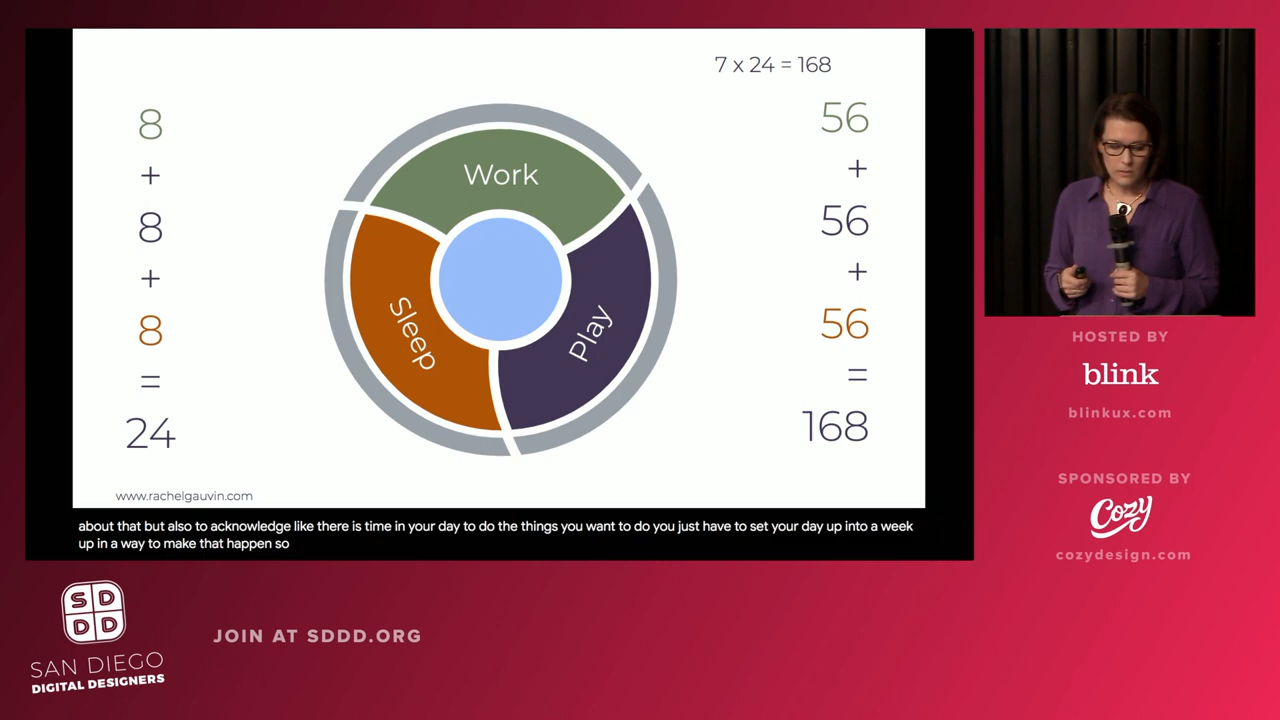 7 x 24 = 168
8
+
8
+
8
=
24
Work
Sleep
Play
56
+
56
+
56
=
168
www.rachelgauvin.com
about that but also to acknowledge like there is time in your day to do the things you want to do you just have to set your day up into a week
up in a way to make that happen so
HOSTED BY
blink
blinkux.com
SPONSORED BY
Cozy
cozydesign.com
SD
DD
SAN DIEGO
DIGITAL DESIGNERS
JOIN AT SDDD.ORG